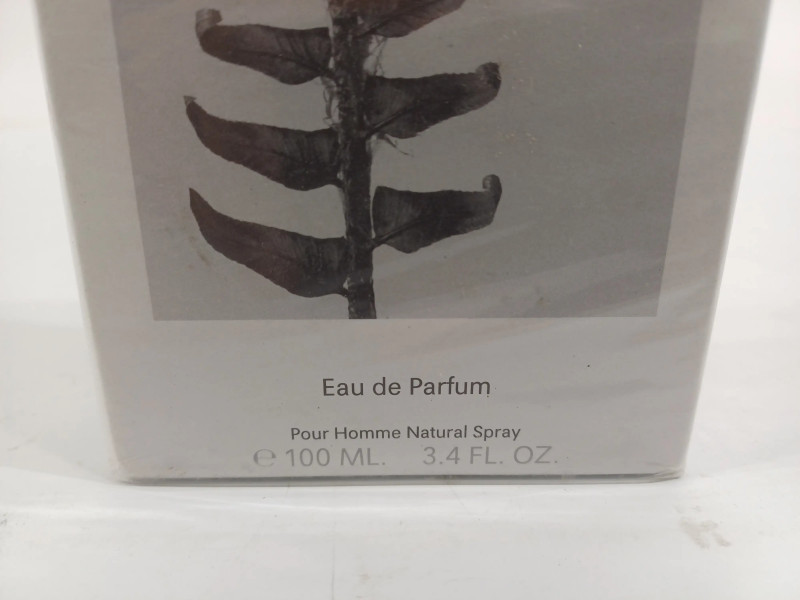 Eau de Parfum
Pour Homme Natural Spray
℮ 100 ML. 3.4 FL. OZ.